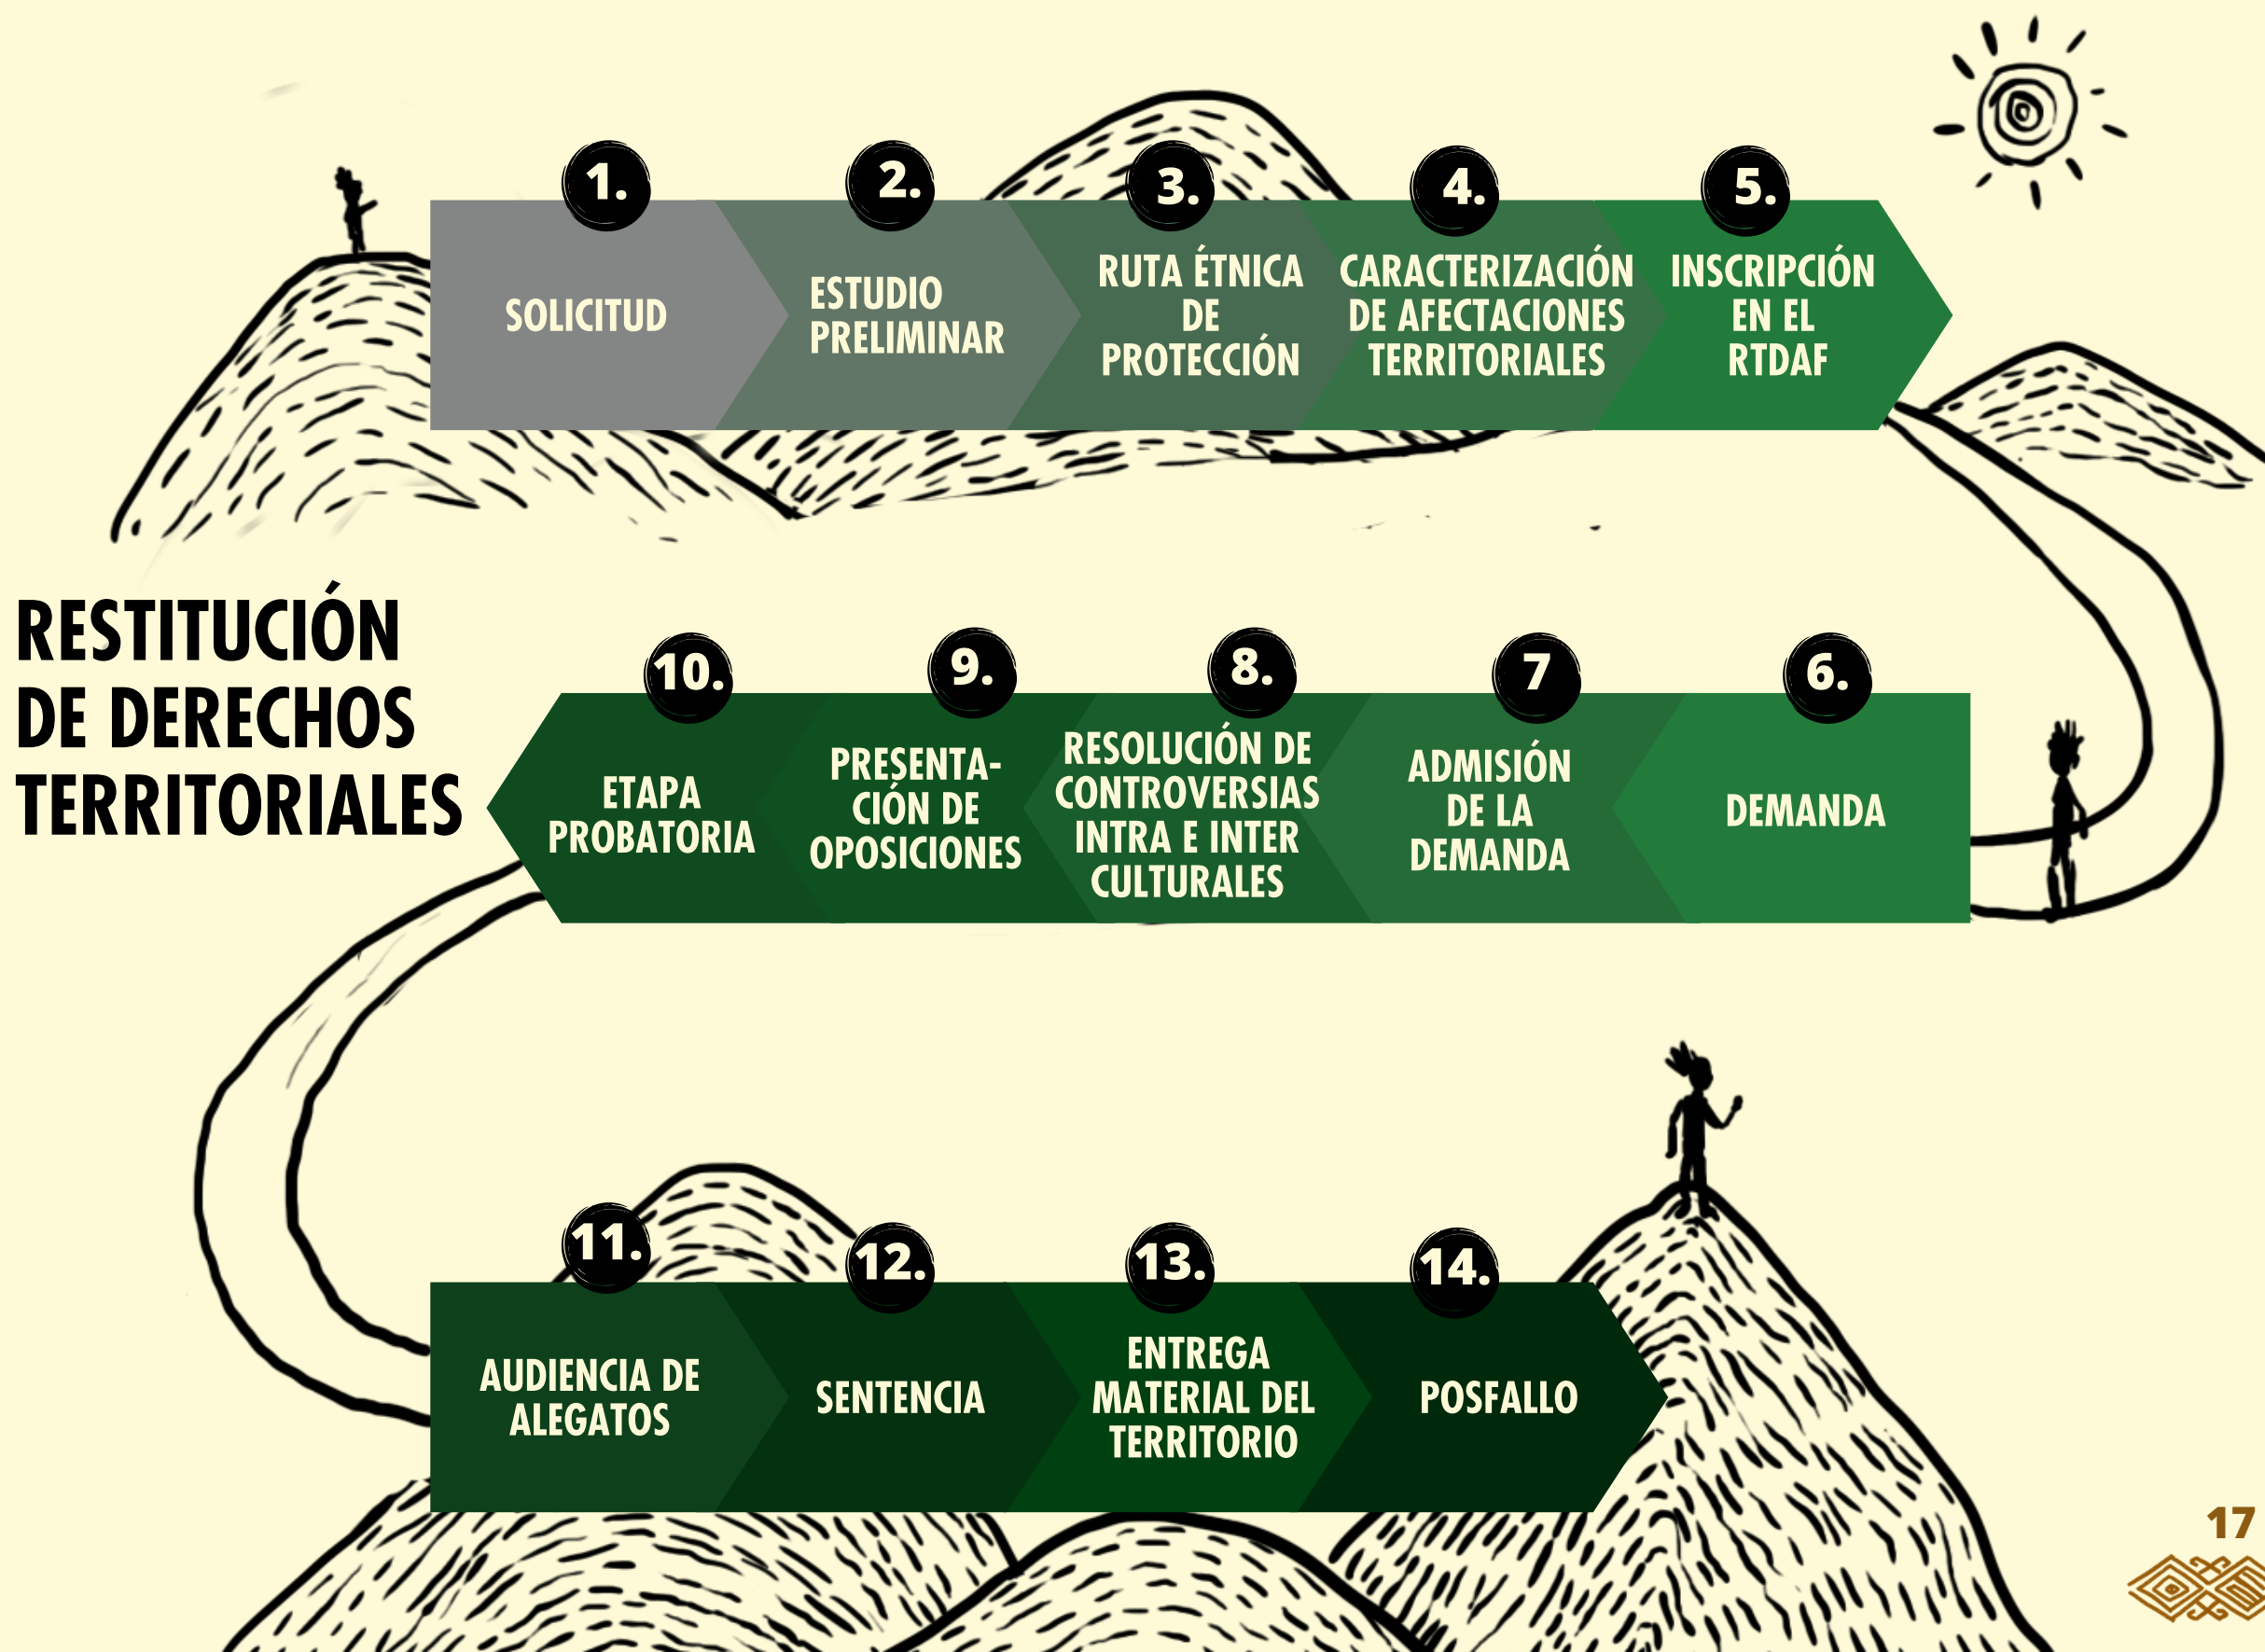 1.
SOLICITUD
2.
ESTUDIO
PRELIMINAR
3.
RUTA ÉTNICA
DE
PROTECCIÓN
4.
CARACTERIZACIÓN
DE AFECTACIONES
TERRITORIALES
5.
INSCRIPCIÓN
EN EL
RTDAF
RESTITUCIÓN
DE DERECHOS
TERRITORIALES
6.
DEMANDA
7
ADMISIÓN
DE LA
DEMANDA
8.
RESOLUCIÓN DE
CONTROVERSIAS
INTRA E INTER
CULTURALES
9.
PRESENTA-
CIÓN DE
OPOSICIONES
10.
ETAPA
PROBATORIA
11.
AUDIENCIA DE
ALEGATOS
12.
SENTENCIA
13.
ENTREGA
MATERIAL DEL
TERRITORIO
14.
POSFALLO
17